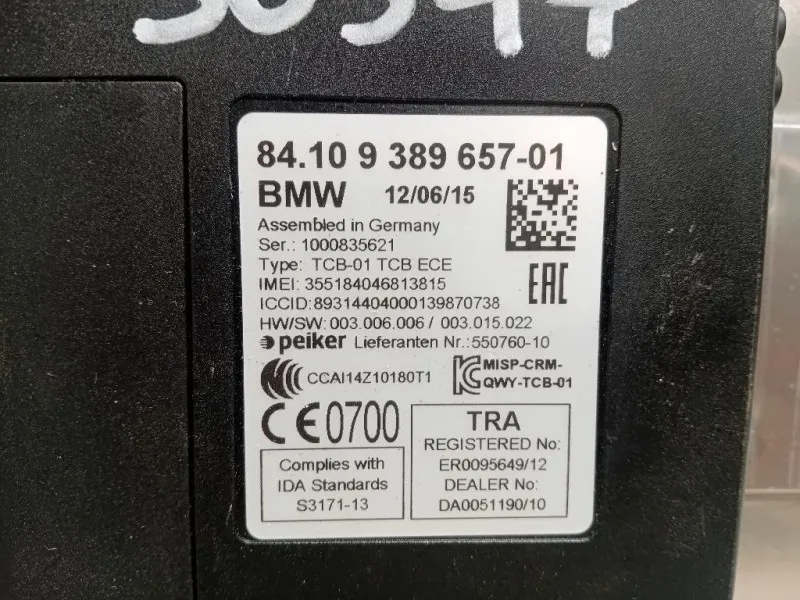 84.10 9 389 657-01
BMW 12/06/15
Assembled in Germany
Ser.: 1000835621
Type: TCB-01 TCB ECE
IMEI: 355184046813815
ICCID:89314404000139870738
HW/SW: 003.006.006 / 003.015.022
peiker Lieferanten Nr.:550760-10
CCAI14Z10180T1
MISP-CRM-
QWY-TCB-01
CE0700
EAC
Complies with
IDA Standards
S3171-13
TRA
REGISTERED No:
ER0095649/12
DEALER No:
DA0051190/10